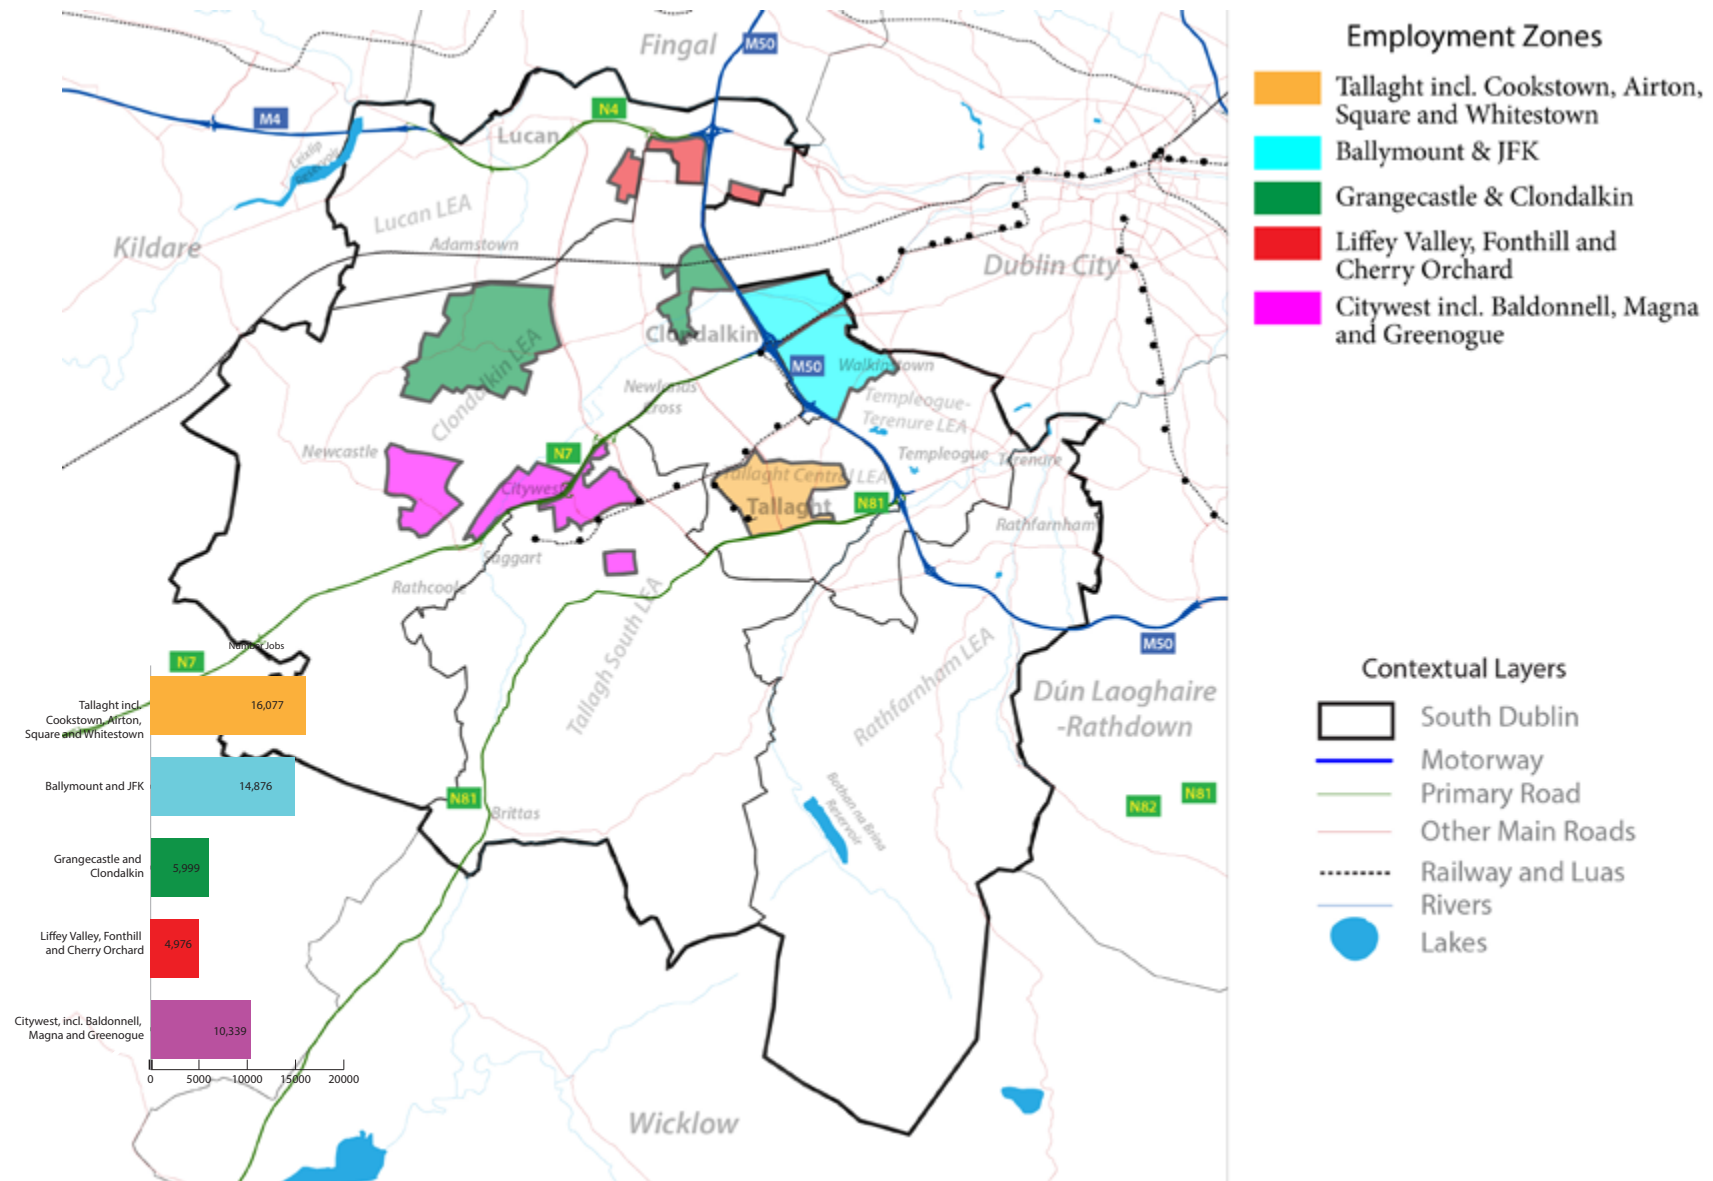 Fingal
M50
M4
N4
Lucan
Leixlip
Reservoir
Lucan LEA
Adamstown
Kildare
Dublin City
Clondalkin
Clondalkin LEA
M50
Walkinstown
Newlands
Cross
Templeogue-
Terenure LEA
Templeogue
Terenure
Newcastle
N7
Citywest
Tallaght Central LEA
Tallaght
N81
Rathfarnham
Saggart
Rathcoole
Tallagh South LEA
Rathfarnham LEA
M50
Dún Laoghaire
-Rathdown
N7
N81
Brittas
Bothan na Brina
Reservoir
N82
N81
Wicklow
Employment Zones
Tallaght incl. Cookstown, Airton,
Square and Whitestown
Ballymount & JFK
Grangecastle & Clondalkin
Liffey Valley, Fonthill and
Cherry Orchard
Citywest incl. Baldonnell, Magna
and Greenogue
Contextual Layers
South Dublin
Motorway
Primary Road
Other Main Roads
Railway and Luas
Rivers
Lakes
Number Jobs
Tallaght incl.
Cookstown, Airton,
Square and Whitestown
16,077
Ballymount and JFK
14,876
Grangecastle and
Clondalkin
5,999
Liffey Valley, Fonthill
and Cherry Orchard
4,976
Citywest, incl. Baldonnell,
Magna and Greenogue
10,339
0 5000 10000 15000 20000